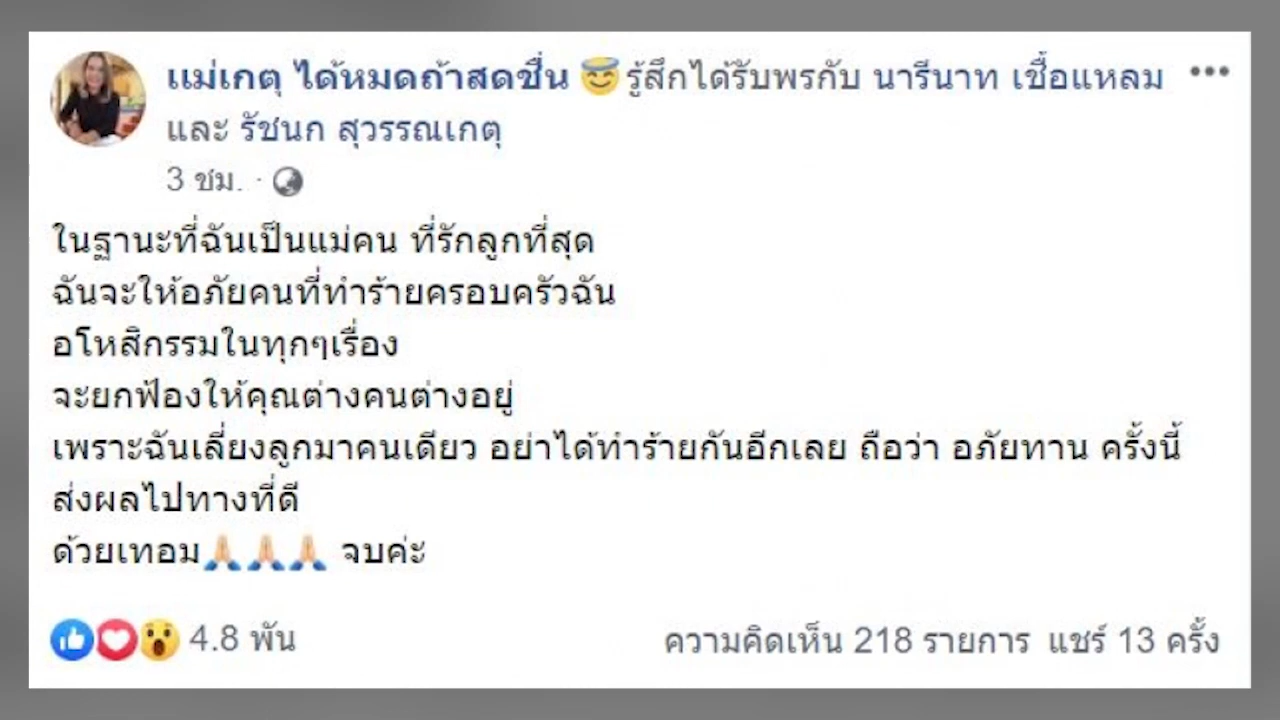 แม่เกตุ ได้หมดถ้าสดชื่น 😇 รู้สึกได้รับพรกับ นารีนาท เชื้อแหลม
และ รัชนก สุวรรณเกตุ
3 ชม. ·
ในฐานะที่ฉันเป็นแม่คน ที่รักลูกที่สุด
ฉันจะให้อภัยคนที่ทำร้ายครอบครัวฉัน
อโหสิกรรมในทุกๆเรื่อง
จะยกฟ้องให้คุณต่างคนต่างอยู่
เพราะฉันเลี่ยงลูกมาคนเดียว อย่าได้ทำร้ายกันอีกเลย ถือว่า อภัยทาน ครั้งนี้
ส่งผลไปทางที่ดี
ด้วยเทอม🙏🏻🙏🏻🙏🏻 จบค่ะ
4.8 พัน ความคิดเห็น 218 รายการ แชร์ 13 ครั้ง